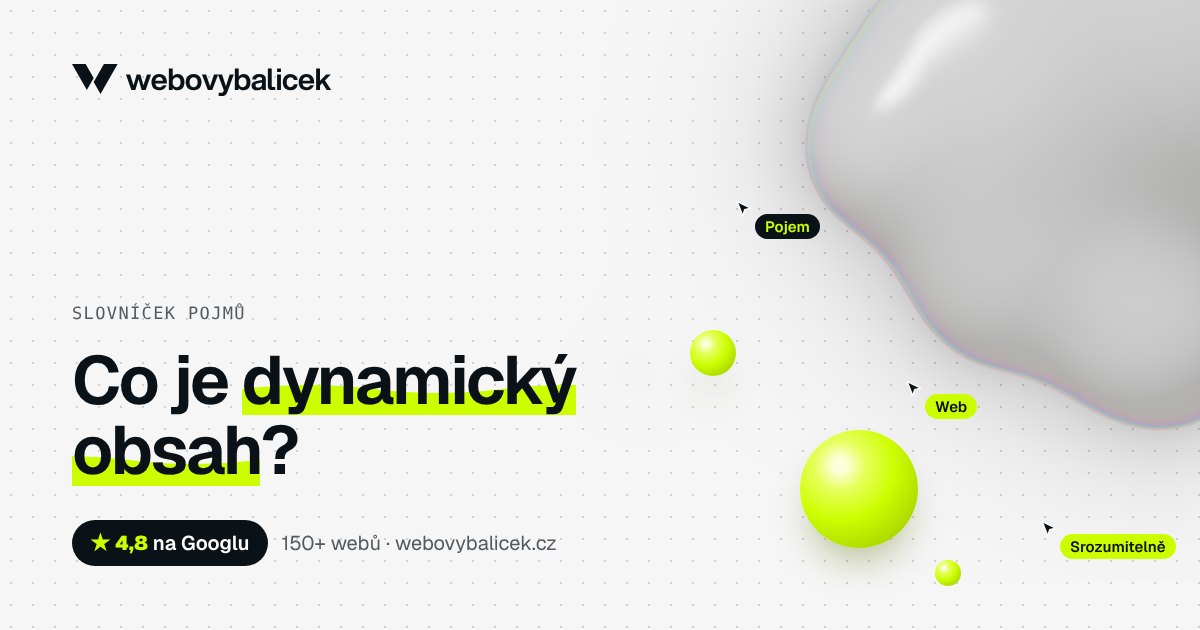 webovybalicek
Pojem
SLOVNÍČEK POJMŮ
Co je dynamický
obsah?
Web
★ 4,8 na Googlu
150+ webů · webovybalicek.cz
Srozumitelně